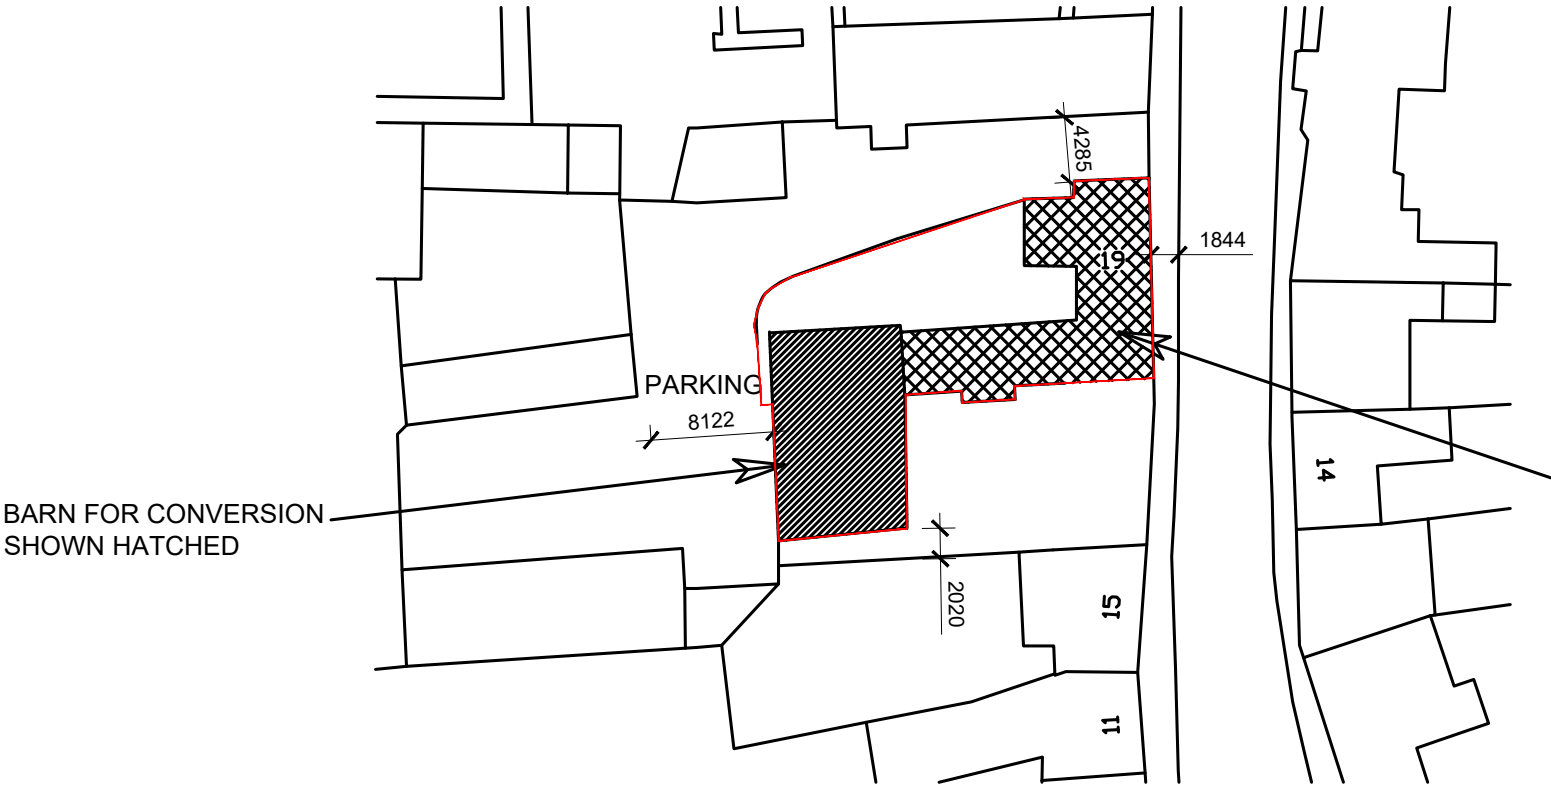 4285
1844
19
PARKING
8122
14
BARN FOR CONVERSION
SHOWN HATCHED
2020
15
11